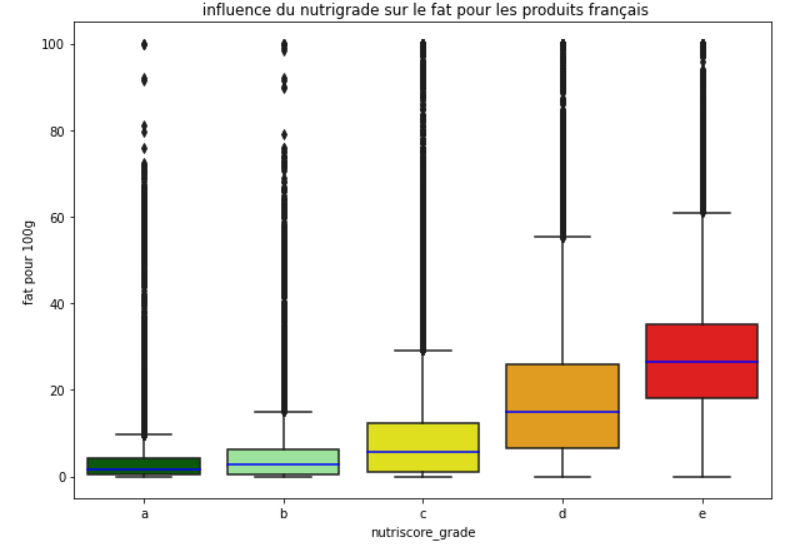 influence du nutrigrade sur le fat pour les produits français
100
80
60
40
20
0
fat pour 100g
a b c d e
nutriscore_grade